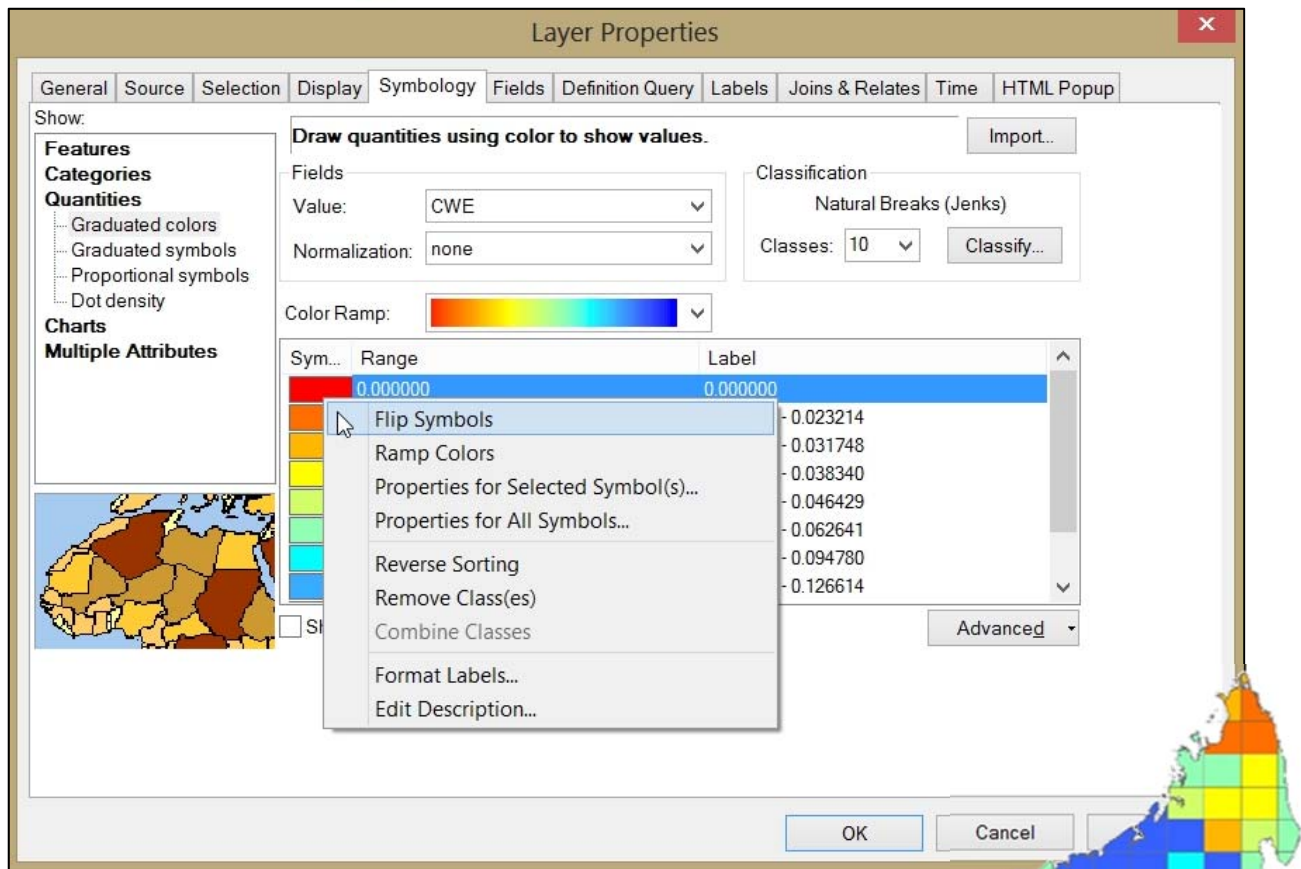 Layer Properties
General Source Selection Display Symbology Fields Definition Query Labels Joins & Relates Time HTML Popup
Show:
Features
Categories
Quantities
Graduated colors
Graduated symbols
Proportional symbols
Dot density
Charts
Multiple Attributes
Draw quantities using color to show values.
Import...
Fields
Value: CWE
Normalization: none
Classification
Natural Breaks (Jenks)
Classes: 10 Classify...
Color Ramp:
Sym... Range Label
0.000000 0.000000
- 0.023214
- 0.031748
- 0.038340
- 0.046429
- 0.062641
- 0.094780
- 0.126614
Flip Symbols
Ramp Colors
Properties for Selected Symbol(s)...
Properties for All Symbols...
Reverse Sorting
Remove Class(es)
Combine Classes
Format Labels...
Edit Description...
Advanced
OK Cancel